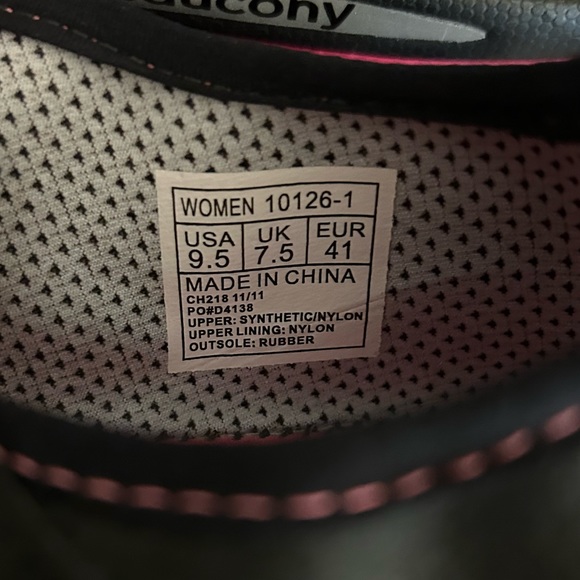 saucony
WOMEN 10126-1
USA UK EUR
9.5 7.5 41
MADE IN CHINA
CH218 11/11
PO#D4138
UPPER: SYNTHETIC/NYLON
UPPER LINING: NYLON
OUTSOLE: RUBBER